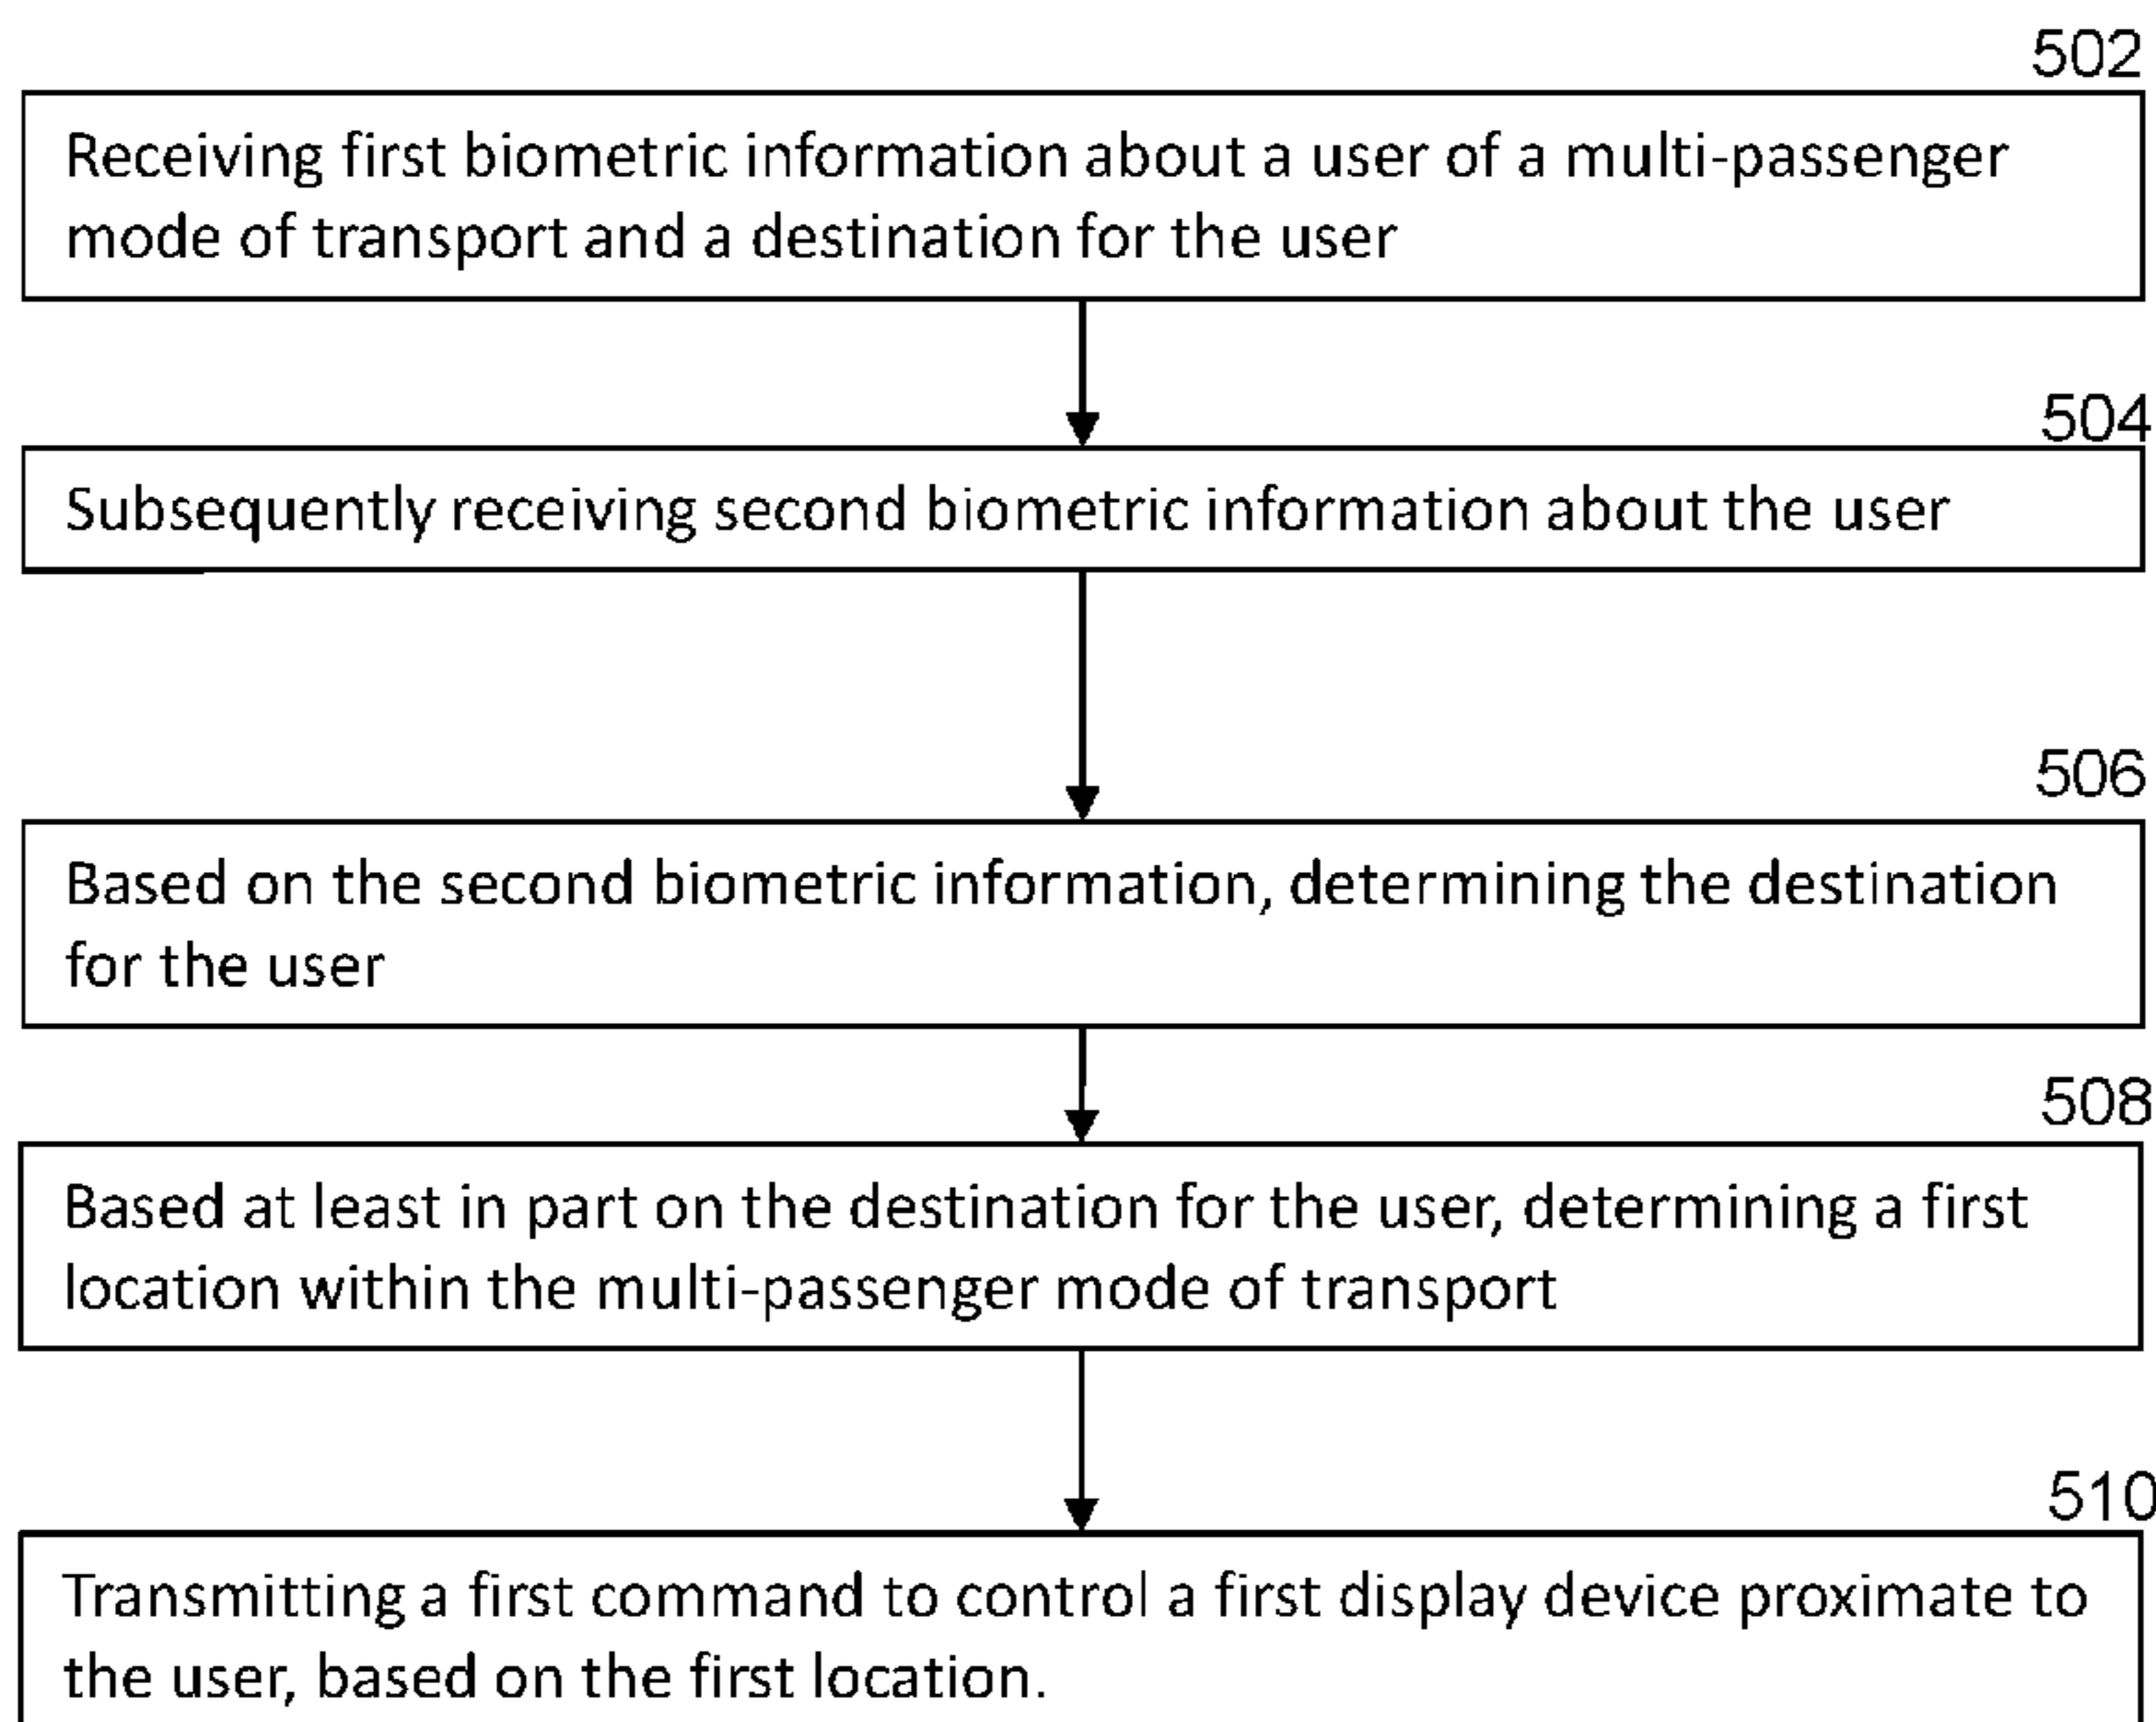 502
Receiving first biometric information about a user of a multi-passenger
mode of transport and a destination for the user
504
Subsequently receiving second biometric information about the user
506
Based on the second biometric information, determining the destination
for the user
508
Based at least in part on the destination for the user, determining a first
location within the multi-passenger mode of transport
510
Transmitting a first command to control a first display device proximate to
the user, based on the first location.